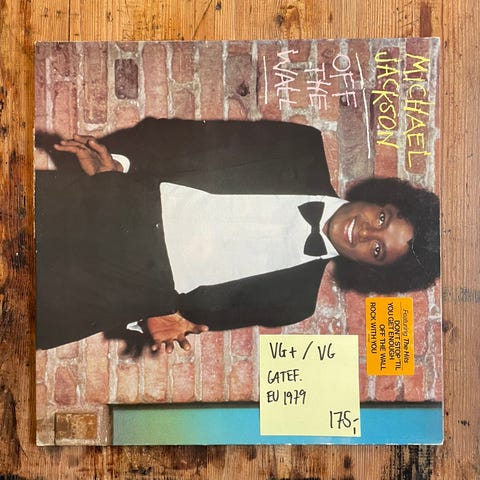 MICHAEL
JACKSON
OFF
THE
WALL
Featuring The Hits
DON'T STOP 'TIL
YOU GET ENOUGH
OFF THE WALL
ROCK WITH YOU
VG+ / VG
GATEF.
EU 1979
175,-